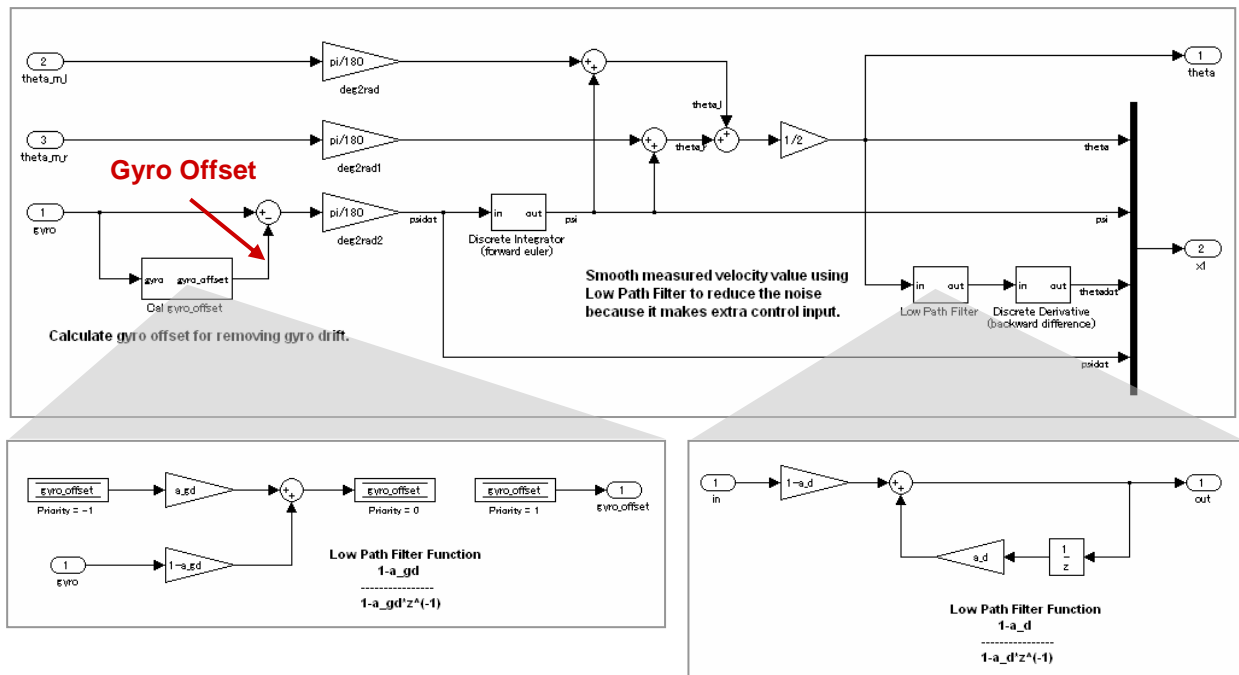 2
theta_m_l
pi/180
deg2rad
+
+
theta_l
1
theta
3
theta_m_r
pi/180
deg2rad1
+
+
theta_r
+
+
1/2
theta
Gyro Offset
1
gyro
+
-
pi/180
deg2rad2
psidot
in out
Discrete Integrator
(forward euler)
psi
psi
2
x1
gyro gyro_offset
Cal gyro_offset
Calculate gyro offset for removing gyro drift.
Smooth measured velocity value using
Low Path Filter to reduce the noise
because it makes extra control input.
in out
Low Path Filter
in out
Discrete Derivative
(backward difference)
thetadot
psidot
gyro_offset
Priority = -1
a_gd
+
+
gyro_offset
Priority = 0
gyro_offset
Priority = 1
1
gyro_offset
1
gyro
1-a_gd
Low Path Filter Function
1-a_gd
-----------------
1-a_gd*z^(-1)
1
in
1-a_d
+
+
1
out
a_d
1
z
Low Path Filter Function
1-a_d
-----------------
1-a_d*z^(-1)